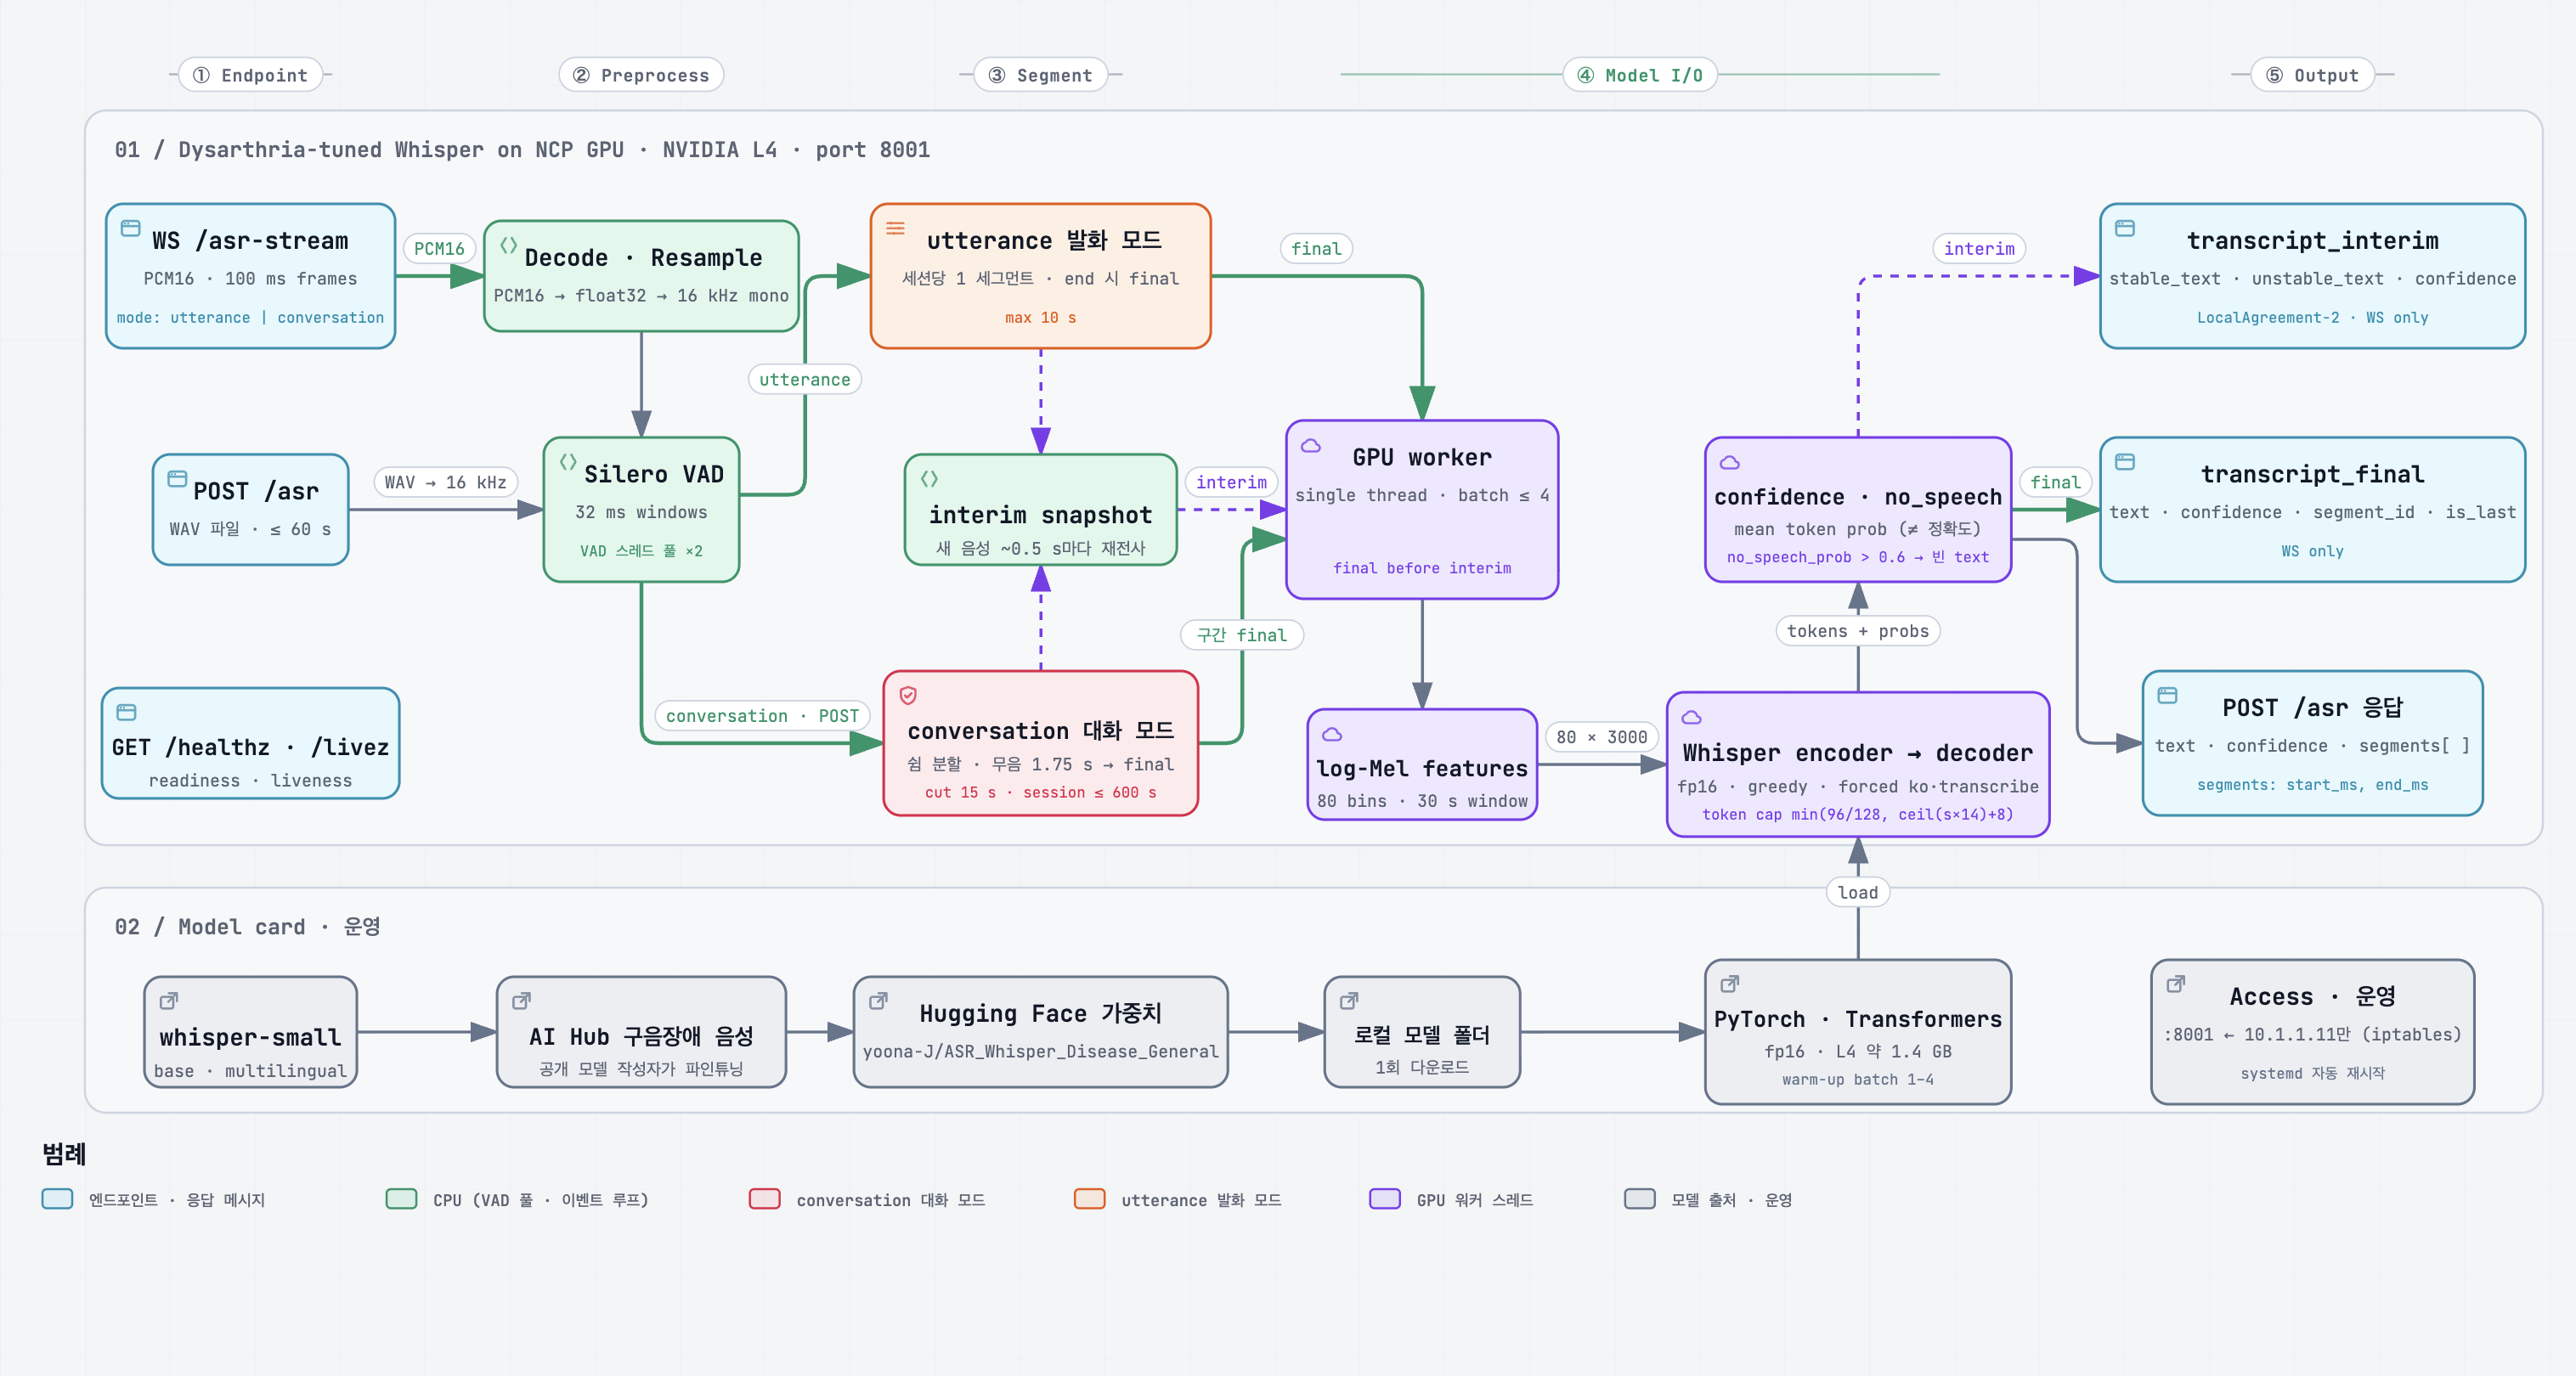 ① Endpoint
② Preprocess
③ Segment
④ Model I/O
⑤ Output
01 / Dysarthria-tuned Whisper on NCP GPU · NVIDIA L4 · port 8001
WS /asr-stream
PCM16 · 100 ms frames
mode: utterance | conversation
PCM16
Decode · Resample
PCM16 → float32 → 16 kHz mono
utterance
utterance 발화 모드
세션당 1 세그먼트 · end 시 final
max 10 s
final
interim
transcript_interim
stable_text · unstable_text · confidence
LocalAgreement-2 · WS only
POST /asr
WAV 파일 · ≤ 60 s
WAV → 16 kHz
Silero VAD
32 ms windows
VAD 스레드 풀 ×2
interim snapshot
새 음성 ~0.5 s마다 재전사
interim
GPU worker
single thread · batch ≤ 4
final before interim
confidence · no_speech
mean token prob (≠ 정확도)
no_speech_prob > 0.6 → 빈 text
final
transcript_final
text · confidence · segment_id · is_last
WS only
구간 final
tokens + probs
GET /healthz · /livez
readiness · liveness
conversation · POST
conversation 대화 모드
쉼 분할 · 무음 1.75 s → final
cut 15 s · session ≤ 600 s
log-Mel features
80 bins · 30 s window
80 × 3000
Whisper encoder → decoder
fp16 · greedy · forced ko·transcribe
token cap min(96/128, ceil(s×14)+8)
POST /asr 응답
text · confidence · segments[ ]
segments: start_ms, end_ms
load
02 / Model card · 운영
whisper-small
base · multilingual
AI Hub 구음장애 음성
공개 모델 작성자가 파인튜닝
Hugging Face 가중치
yoona-J/ASR_Whisper_Disease_General
로컬 모델 폴더
1회 다운로드
PyTorch · Transformers
fp16 · L4 약 1.4 GB
warm-up batch 1–4
Access · 운영
:8001 ← 10.1.1.11만 (iptables)
systemd 자동 재시작
범례
엔드포인트 · 응답 메시지
CPU (VAD 풀 · 이벤트 루프)
conversation 대화 모드
utterance 발화 모드
GPU 워커 스레드
모델 출처 · 운영